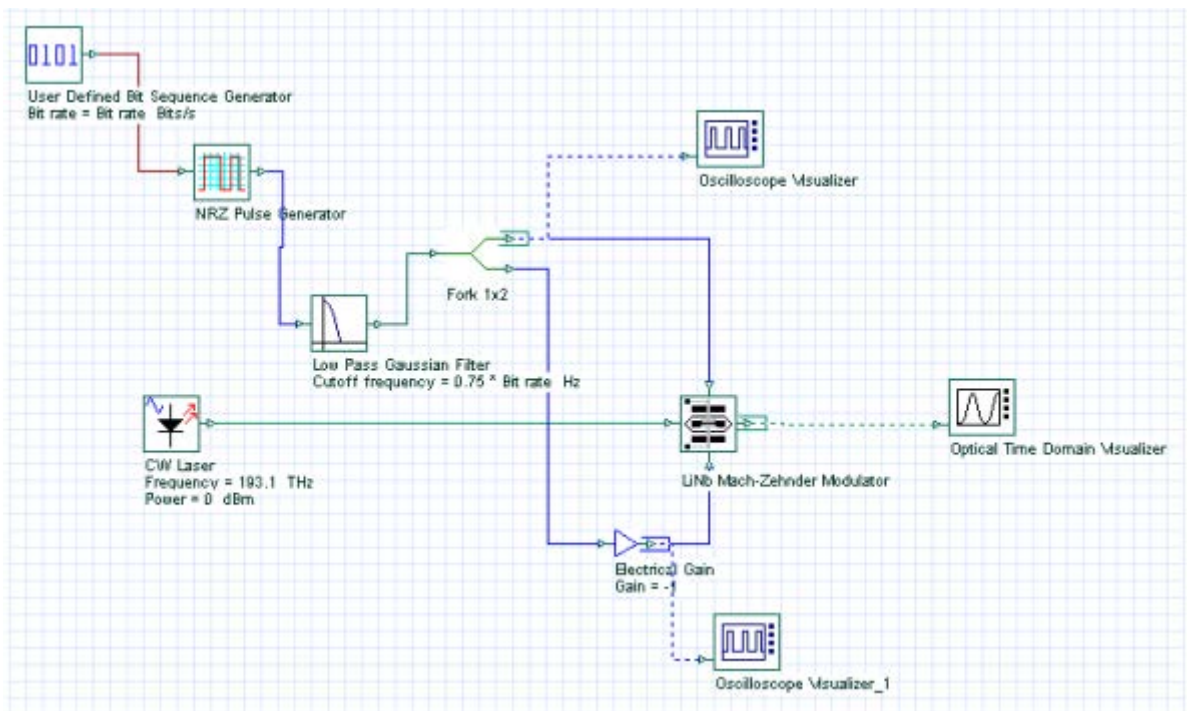 0101
User Defined Bit Sequence Generator
Bit rate = Bit rate Bits/s
NRZ Pulse Generator
Oscilloscope Visualizer
Fork 1x2
Low Pass Gaussian Filter
Cutoff frequency = 0.75 * Bit rate Hz
CW Laser
Frequency = 193.1 THz
Power = 0 dBm
LiNb Mach-Zehnder Modulator
Optical Time Domain Visualizer
Electrical Gain
Gain = -1
Oscilloscope Visualizer_1